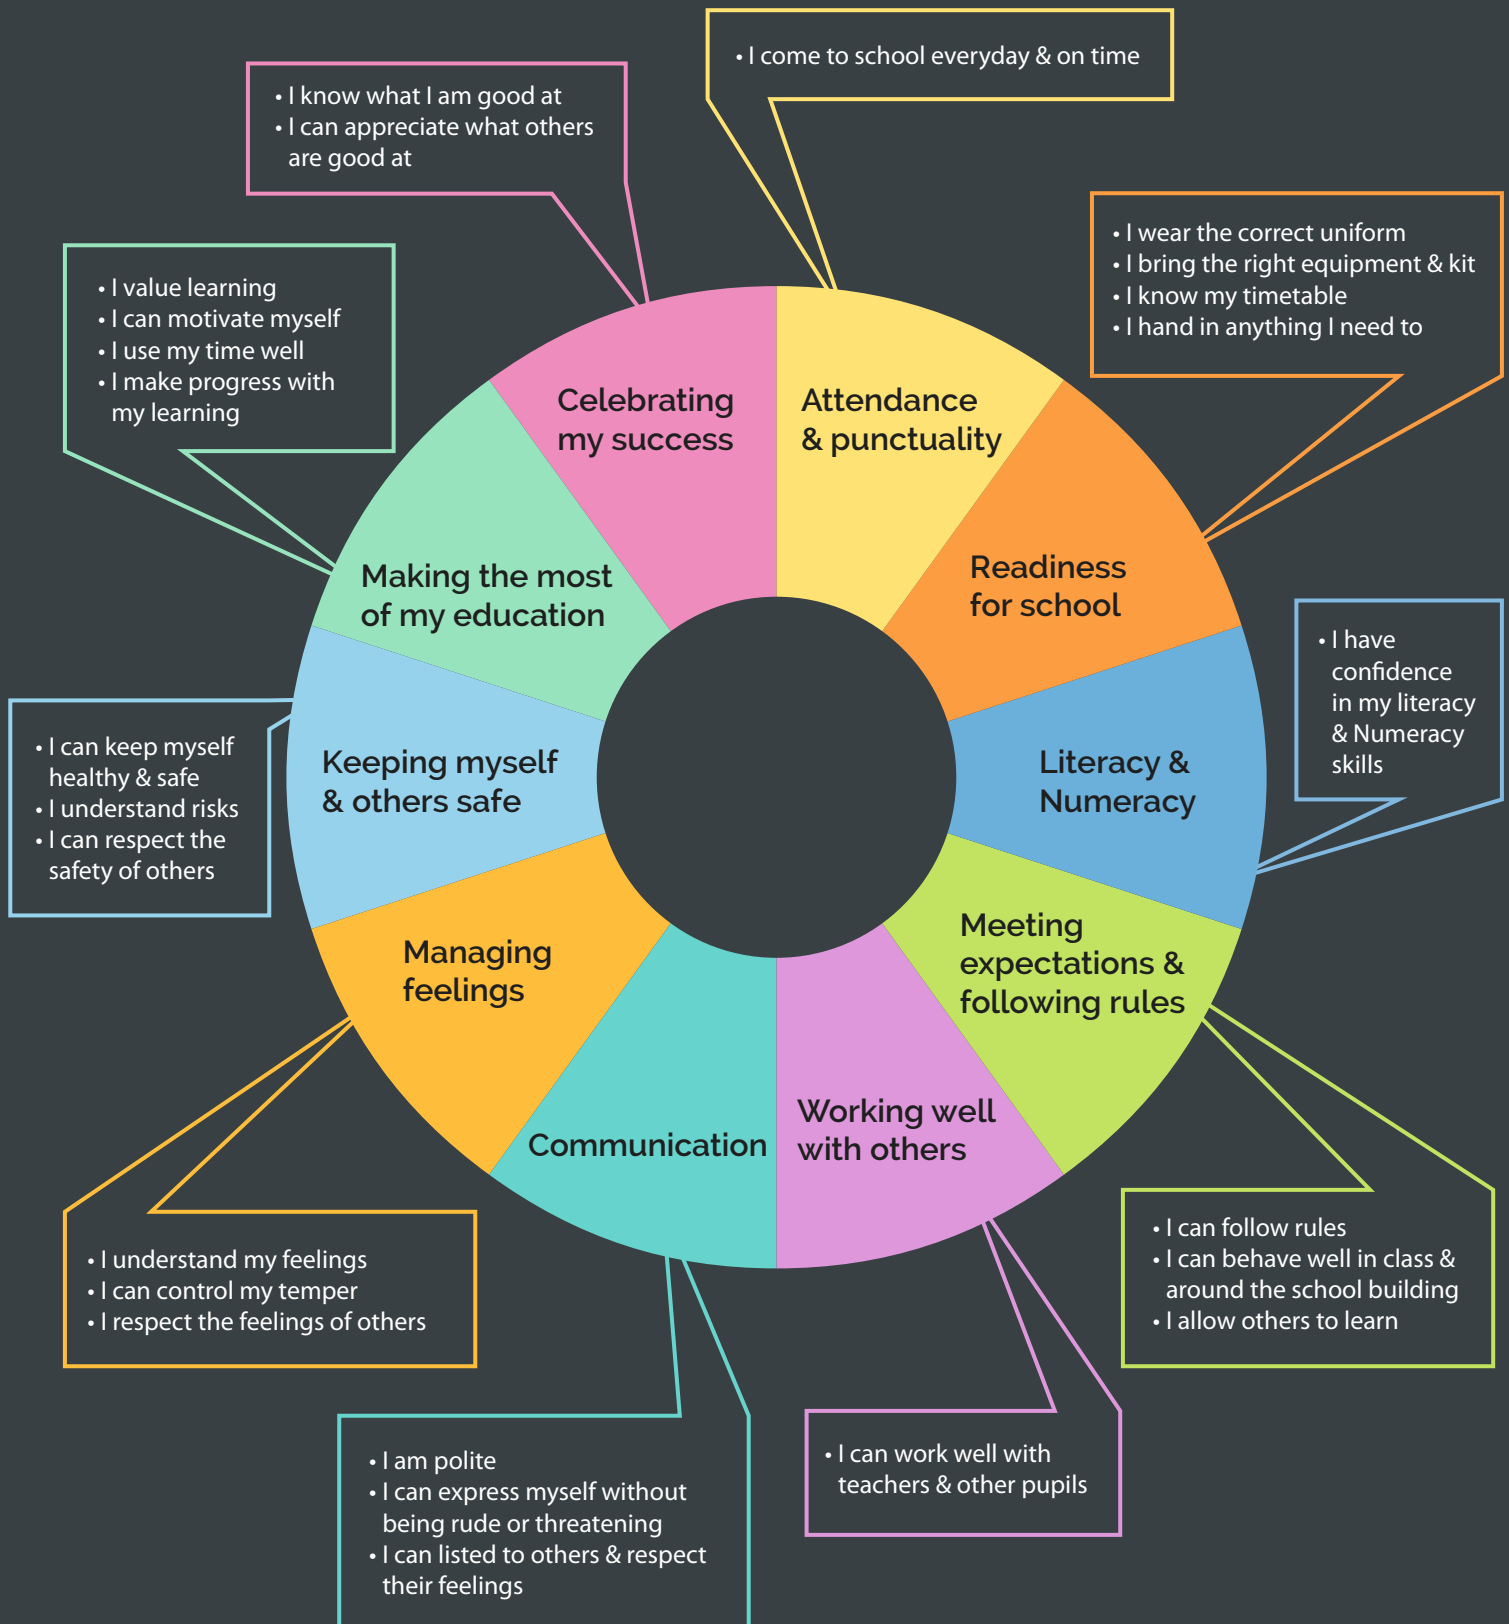 • I come to school everyday & on time
• I know what I am good at
• I can appreciate what others
are good at
• I wear the correct uniform
• I bring the right equipment & kit
• I know my timetable
• I hand in anything I need to
• I value learning
• I can motivate myself
• I use my time well
• I make progress with
my learning
Celebrating
my success
Attendance
& punctuality
Making the most
of my education
Readiness
for school
• I have
confidence
in my literacy
& Numeracy
skills
• I can keep myself
healthy & safe
• I understand risks
• I can respect the
safety of others
Keeping myself
& others safe
Literacy &
Numeracy
Managing
feelings
Meeting
expectations &
following rules
Communication
Working well
with others
• I understand my feelings
• I can control my temper
• I respect the feelings of others
• I can follow rules
• I can behave well in class &
around the school building
• I allow others to learn
• I am polite
• I can express myself without
being rude or threatening
• I can listed to others & respect
their feelings
• I can work well with
teachers & other pupils